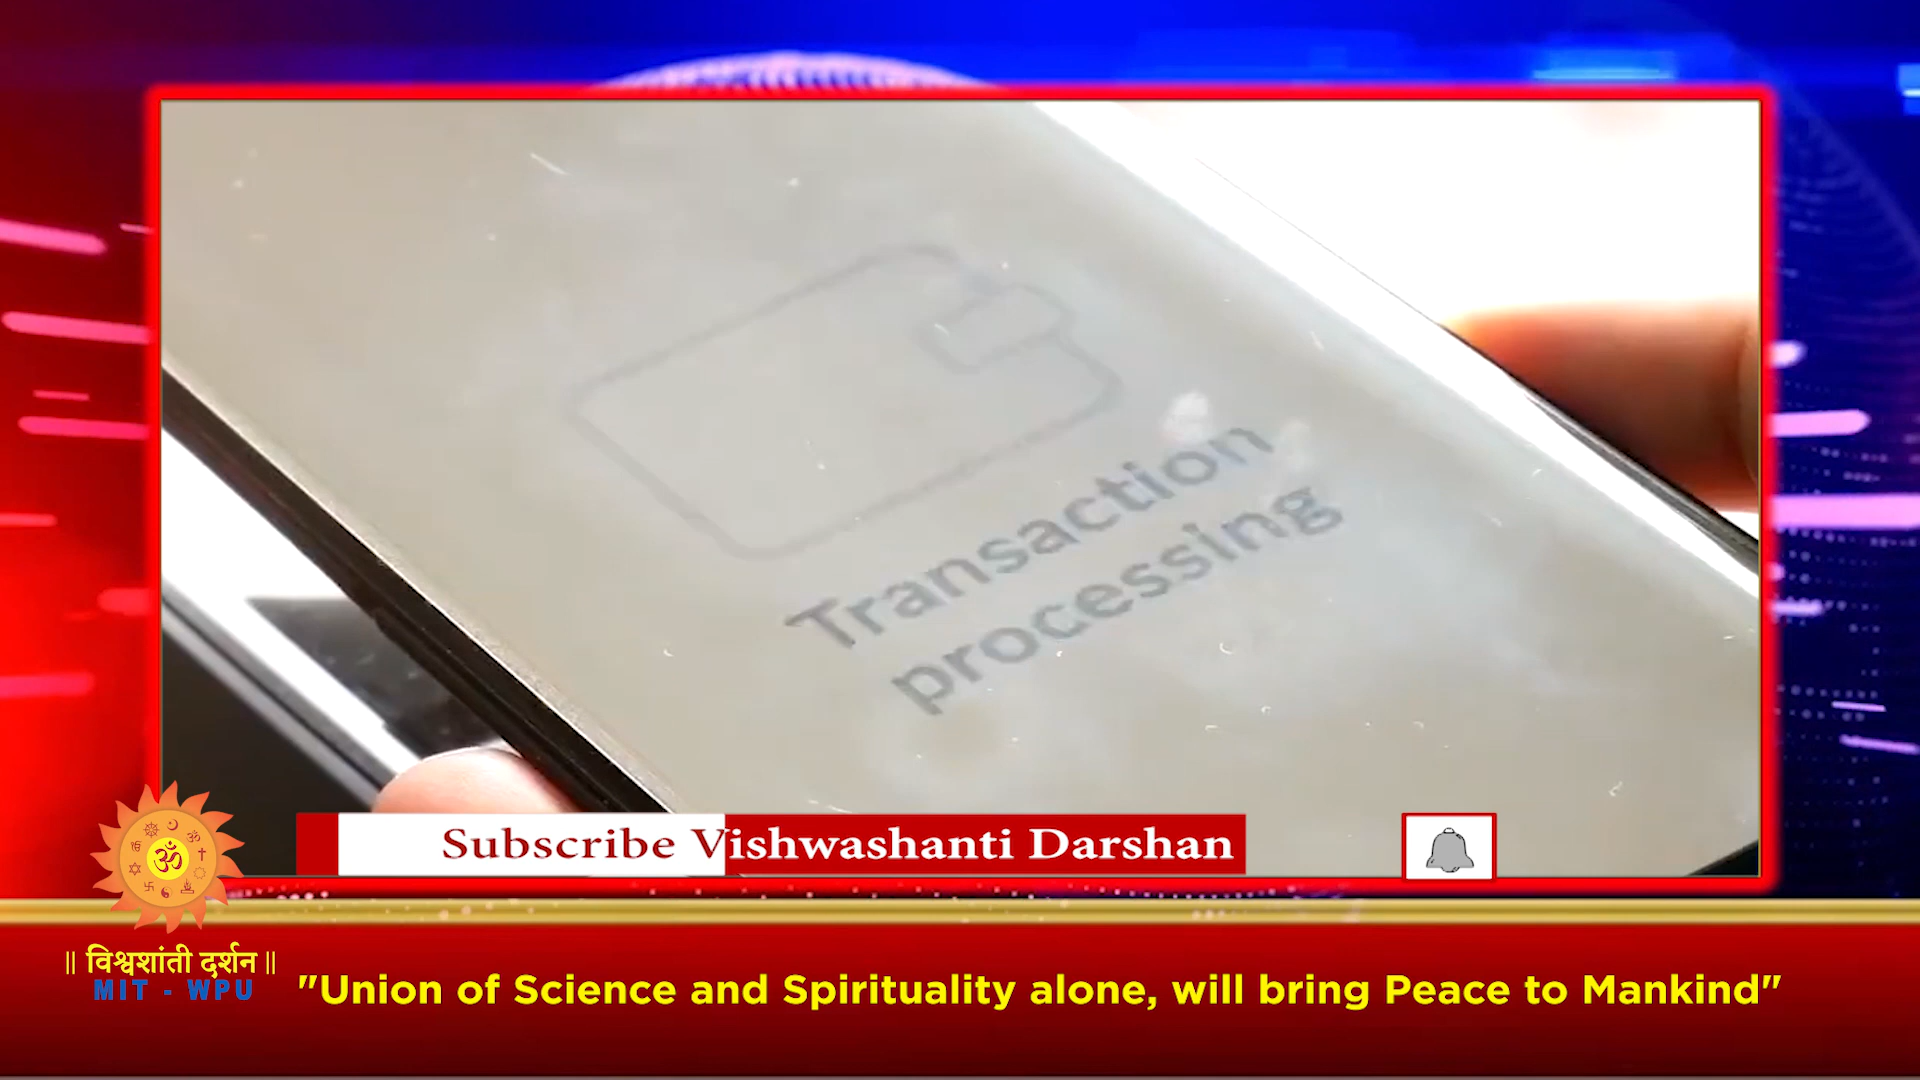 Transaction
processing
Subscribe Vishwashanti Darshan
॥ विश्वशांती दर्शन ॥
MIT - WPU
"Union of Science and Spirituality alone, will bring Peace to Mankind"